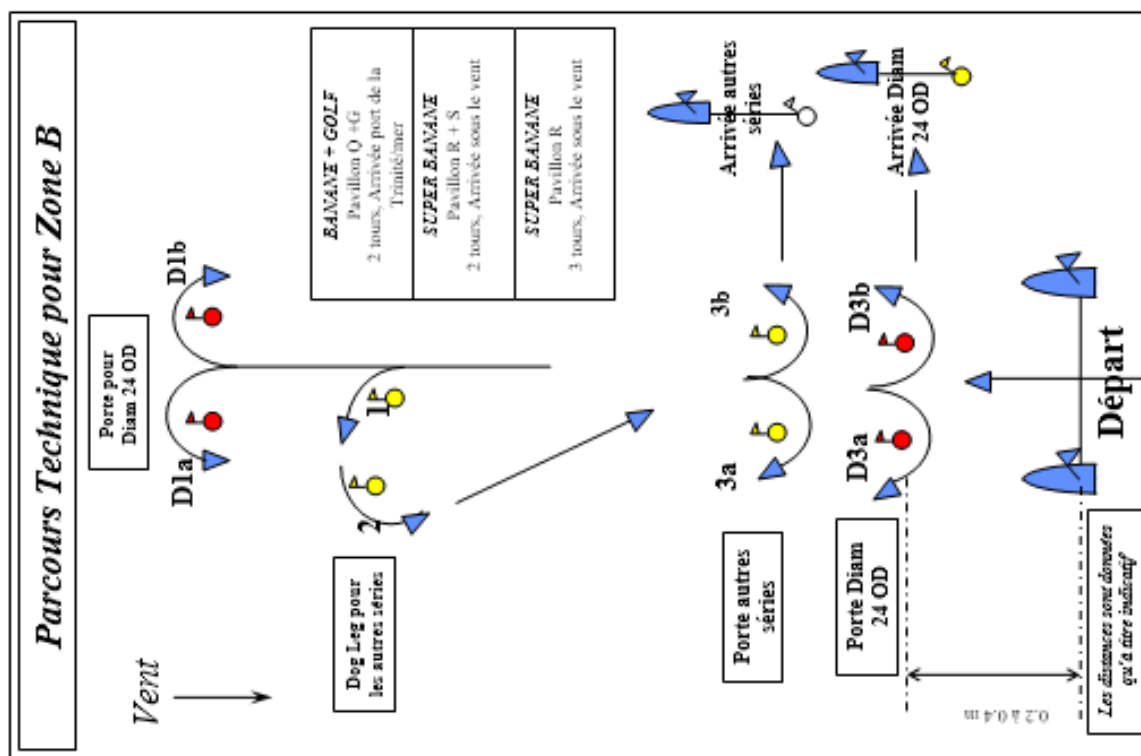 Parcours Technique pour Zone B
Vent
Porte pour
Diam 24 OD
D1a
D1b
BANANE + GOLF
Pavillon Q +G
2 tours, Arrivée port de la
Trinité/mer
SUPER BANANE
Pavillon R + S
2 tours, Arrivée sous le vent
SUPER BANANE
Pavillon R
3 tours, Arrivée sous le vent
1
2
Dog Leg pour
les autres séries
Arrivée autres
séries
Porte autres
séries
3a
3b
Arrivée Diam
24 OD
Porte Diam
24 OD
D3a
D3b
Départ
0.2 à 0.4 m
Les distances sont données
qu'a titre indicatif